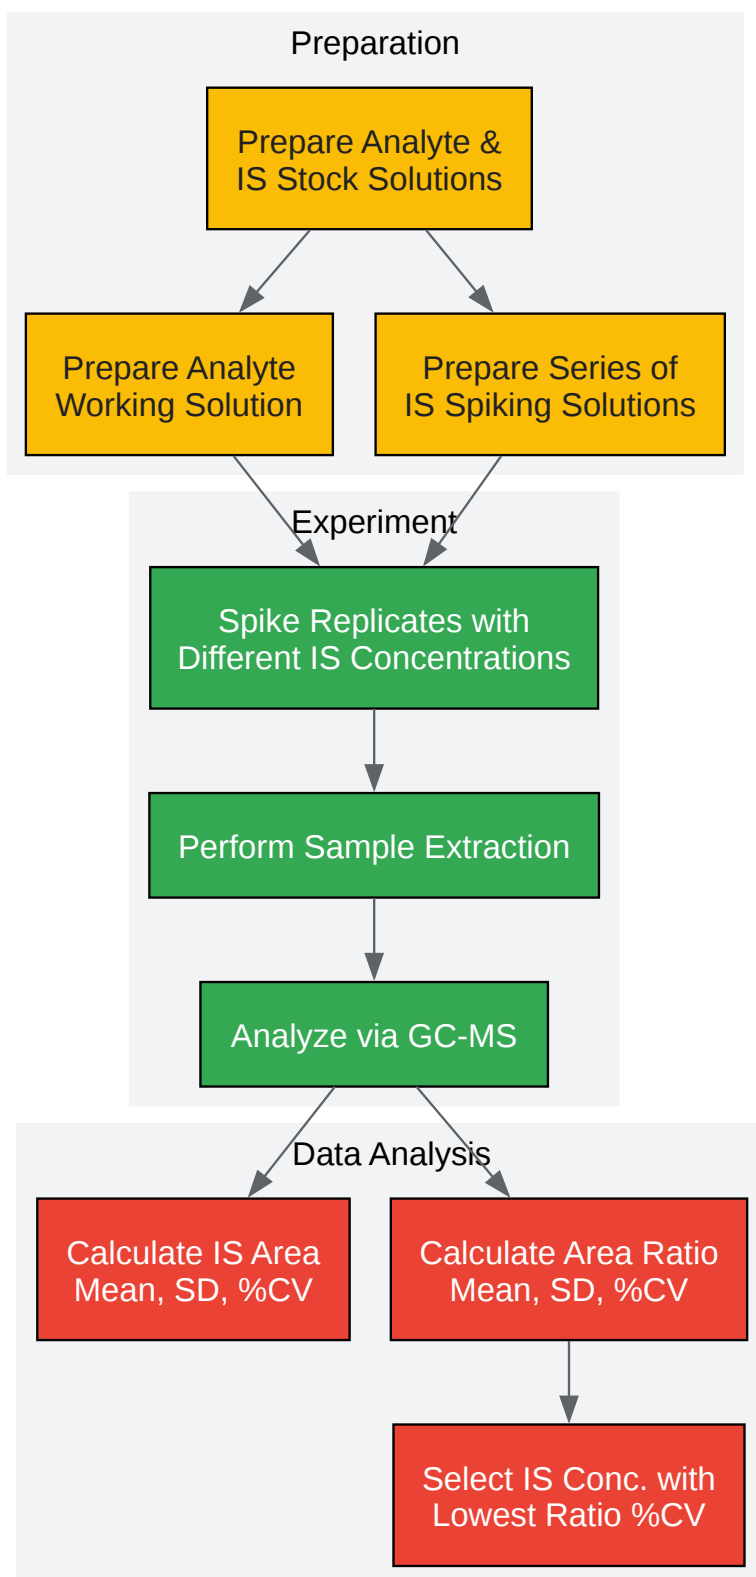 Preparation
Prepare Analyte &
IS Stock Solutions
Prepare Analyte
Working Solution
Prepare Series of
IS Spiking Solutions
Experiment
Spike Replicates with
Different IS Concentrations
Perform Sample Extraction
Analyze via GC-MS
Data Analysis
Calculate IS Area
Mean, SD, %CV
Calculate Area Ratio
Mean, SD, %CV
Select IS Conc. with
Lowest Ratio %CV